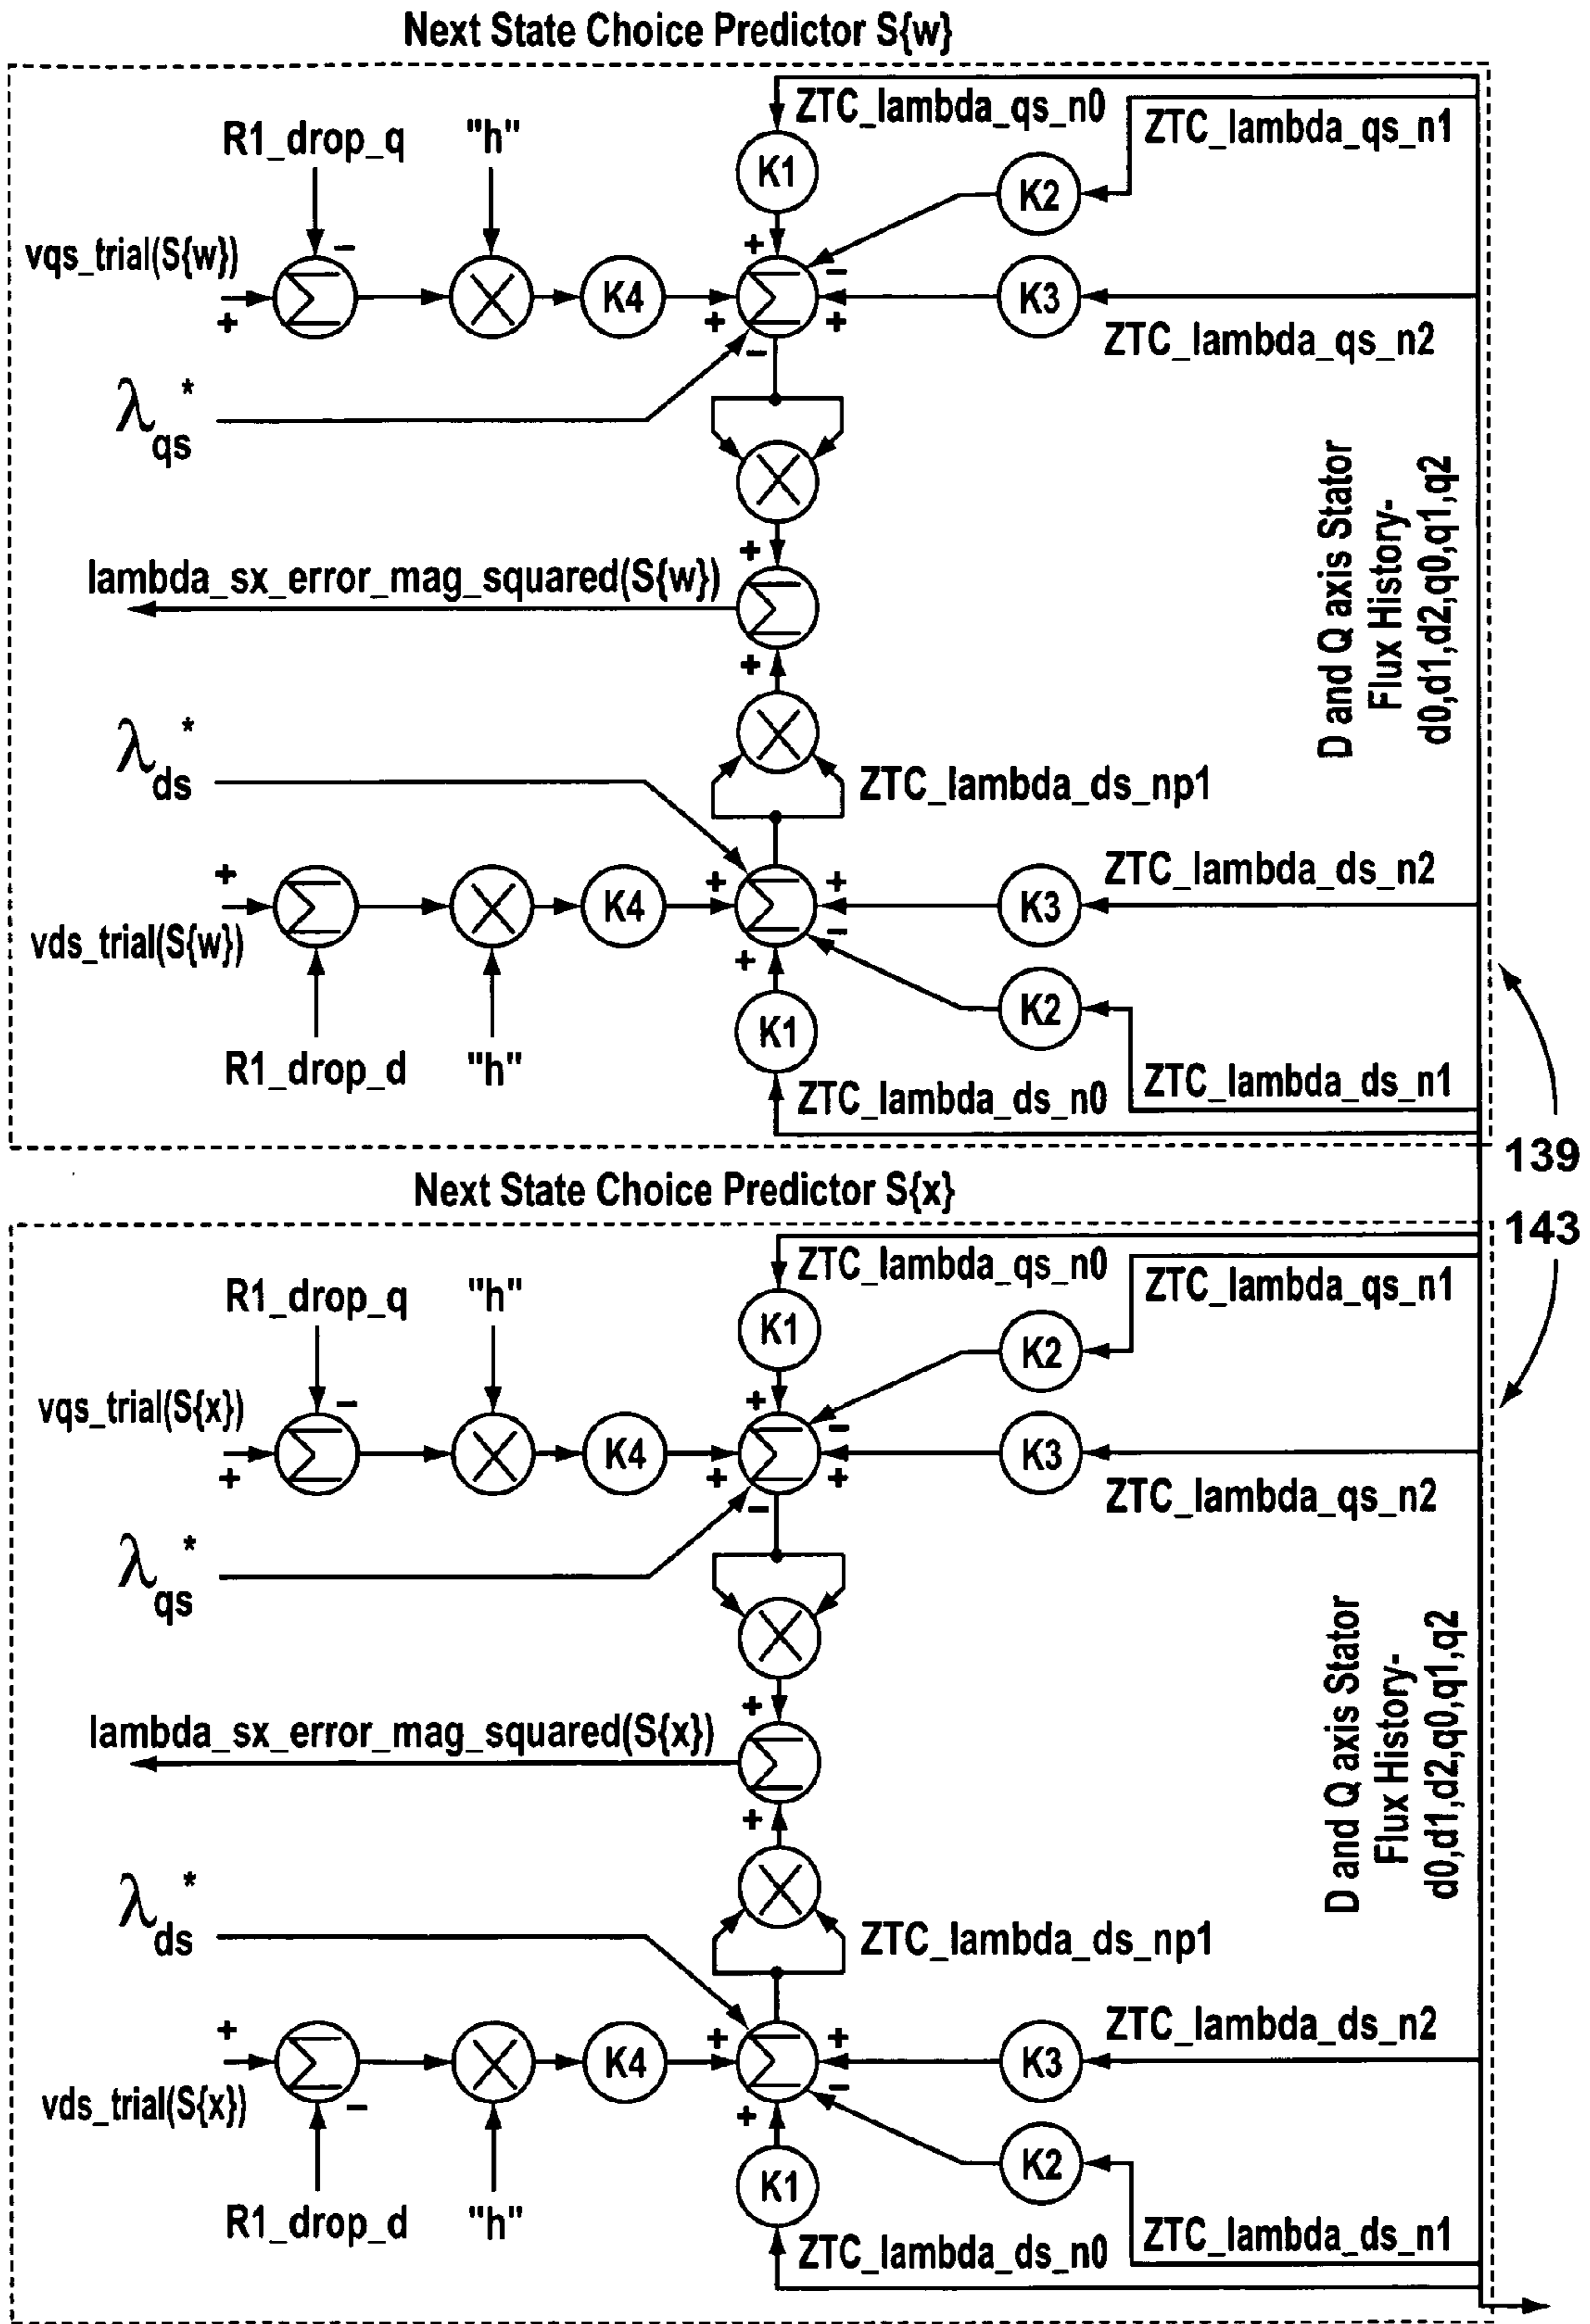 Next State Choice Predictor S{w}
ZTC_lambda_qs_n0
ZTC_lambda_qs_n1
R1_drop_q
"h"
K1
K2
vqs_trial(S{w})
–
+
–
+
Σ
X
K4
Σ
K3
+
+
–
ZTC_lambda_qs_n2
λqs*
X
+
lambda_sx_error_mag_squared(S{w})
Σ
+
D and Q axis Stator
Flux History-
d0,d1,d2,q0,q1,q2
λds*
X
ZTC_lambda_ds_np1
+
+
+
ZTC_lambda_ds_n2
Σ
X
K4
Σ
K3
vds_trial(S{w})
–
+
K2
K1
R1_drop_d
"h"
ZTC_lambda_ds_n0
ZTC_lambda_ds_n1
139
Next State Choice Predictor S{x}
143
ZTC_lambda_qs_n0
ZTC_lambda_qs_n1
R1_drop_q
"h"
K1
K2
vqs_trial(S{x})
–
+
–
Σ
X
K4
Σ
K3
+
+
+
–
ZTC_lambda_qs_n2
λqs*
X
+
lambda_sx_error_mag_squared(S{x})
Σ
+
D and Q axis Stator
Flux History-
d0,d1,d2,q0,q1,q2
λds*
X
ZTC_lambda_ds_np1
+
+
+
ZTC_lambda_ds_n2
Σ
X
K4
Σ
K3
vds_trial(S{x})
–
–
+
K2
K1
R1_drop_d
"h"
ZTC_lambda_ds_n0
ZTC_lambda_ds_n1